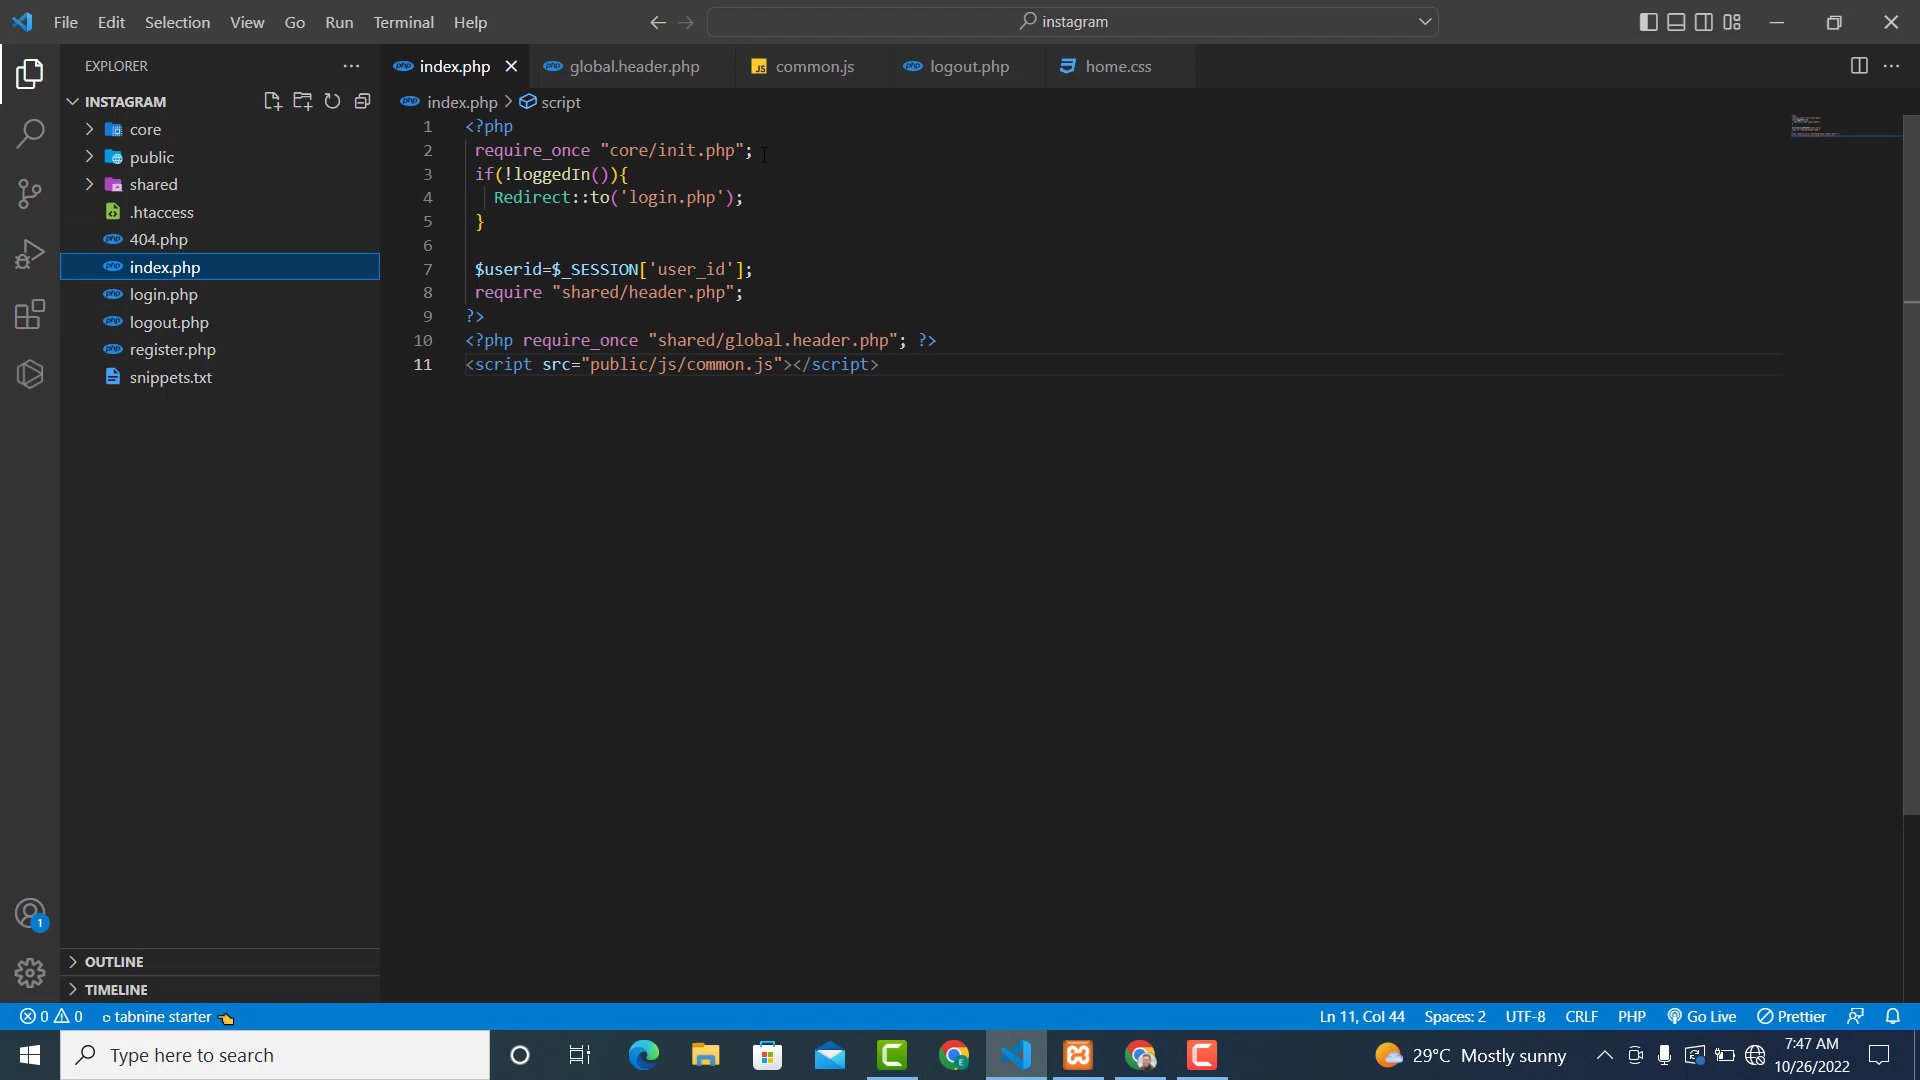 File Edit Selection View Go Run Terminal Help
instagram
EXPLORER
INSTAGRAM
core
public
shared
.htaccess
404.php
index.php
login.php
logout.php
register.php
snippets.txt
OUTLINE
TIMELINE
index.php global.header.php common.js logout.php home.css
index.php > script
1 <?php
2 require_once "core/init.php";
3 if(!loggedIn()){
4 Redirect::to('login.php');
5 }
6
7 $userid=$_SESSION['user_id'];
8 require "shared/header.php";
9 ?>
10 <?php require_once "shared/global.header.php"; ?>
11 <script src="public/js/common.js"></script>
1
0 0 tabnine starter
Ln 11, Col 44 Spaces: 2 UTF-8 CRLF PHP Go Live Prettier
Type here to search
29°C Mostly sunny
7:47 AM
10/26/2022